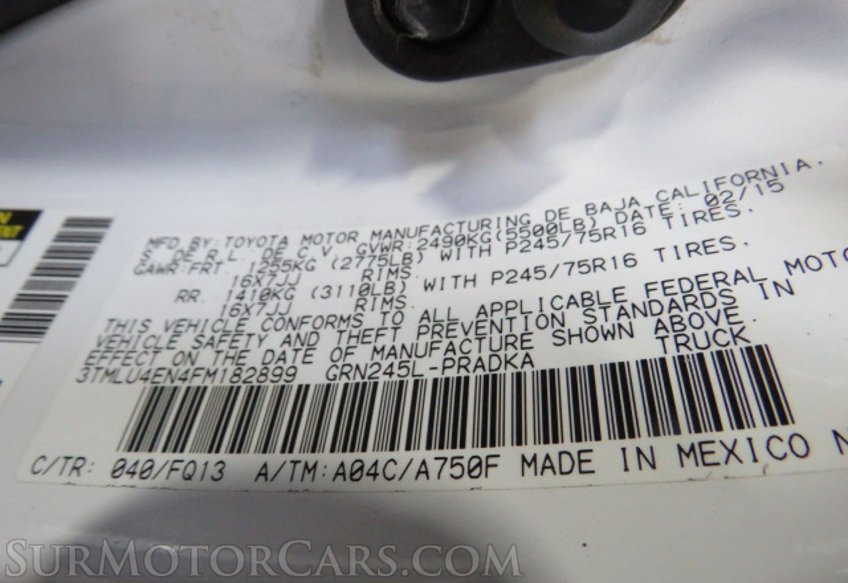 MFD.BY:TOYOTA MOTOR MANUFACTURING DE BAJA CALIFORNIA.
S. DE R.L. DE C.V. GVWR:2490KG(5500LB) DATE: 02/15
GAWR:FRT. 1255KG (2775LB) WITH P245/75R16 TIRES.
16X7JJ RIMS.
RR. 1410KG (3110LB) WITH P245/75R16 TIRES.
16X7JJ RIMS.
THIS VEHICLE CONFORMS TO ALL APPLICABLE FEDERAL MOTO
VEHICLE SAFETY AND THEFT PREVENTION STANDARDS IN
EFFECT ON THE DATE OF MANUFACTURE SHOWN ABOVE.
3TMLU4EN4FM182899 GRN245L-PRADKA TRUCK
C/TR: 040/FQ13 A/TM:A04C/A750F MADE IN MEXICO N
SURMOTORCARS.COM